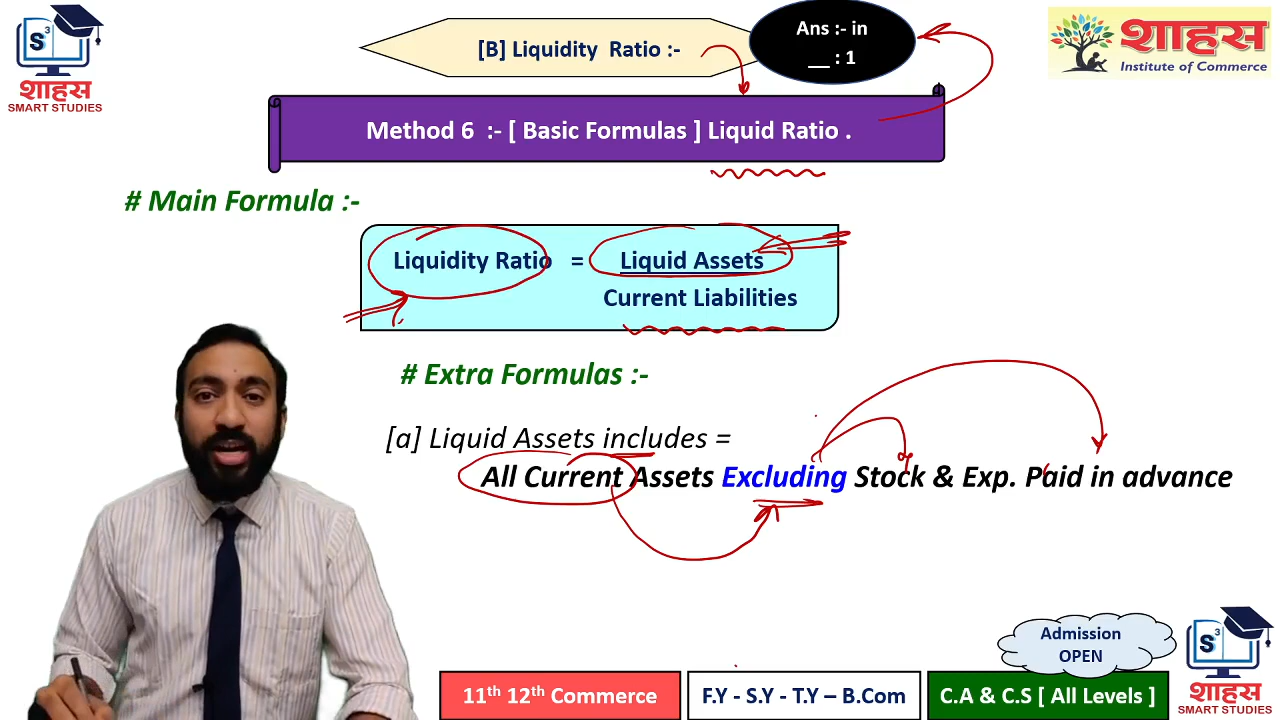 S³
शाहस
SMART STUDIES
[B] Liquidity Ratio :-
Ans :- in
__ : 1
शाहस
Institute of Commerce
Method 6 :- [ Basic Formulas ] Liquid Ratio .
# Main Formula :-
Liquidity Ratio = Liquid Assets
Current Liabilities
# Extra Formulas :-
[a] Liquid Assets includes =
All Current Assets Excluding Stock & Exp. Paid in advance
Admission
OPEN
11th 12th Commerce
F.Y - S.Y - T.Y – B.Com
C.A & C.S [ All Levels ]
S³
शाहस
SMART STUDIES